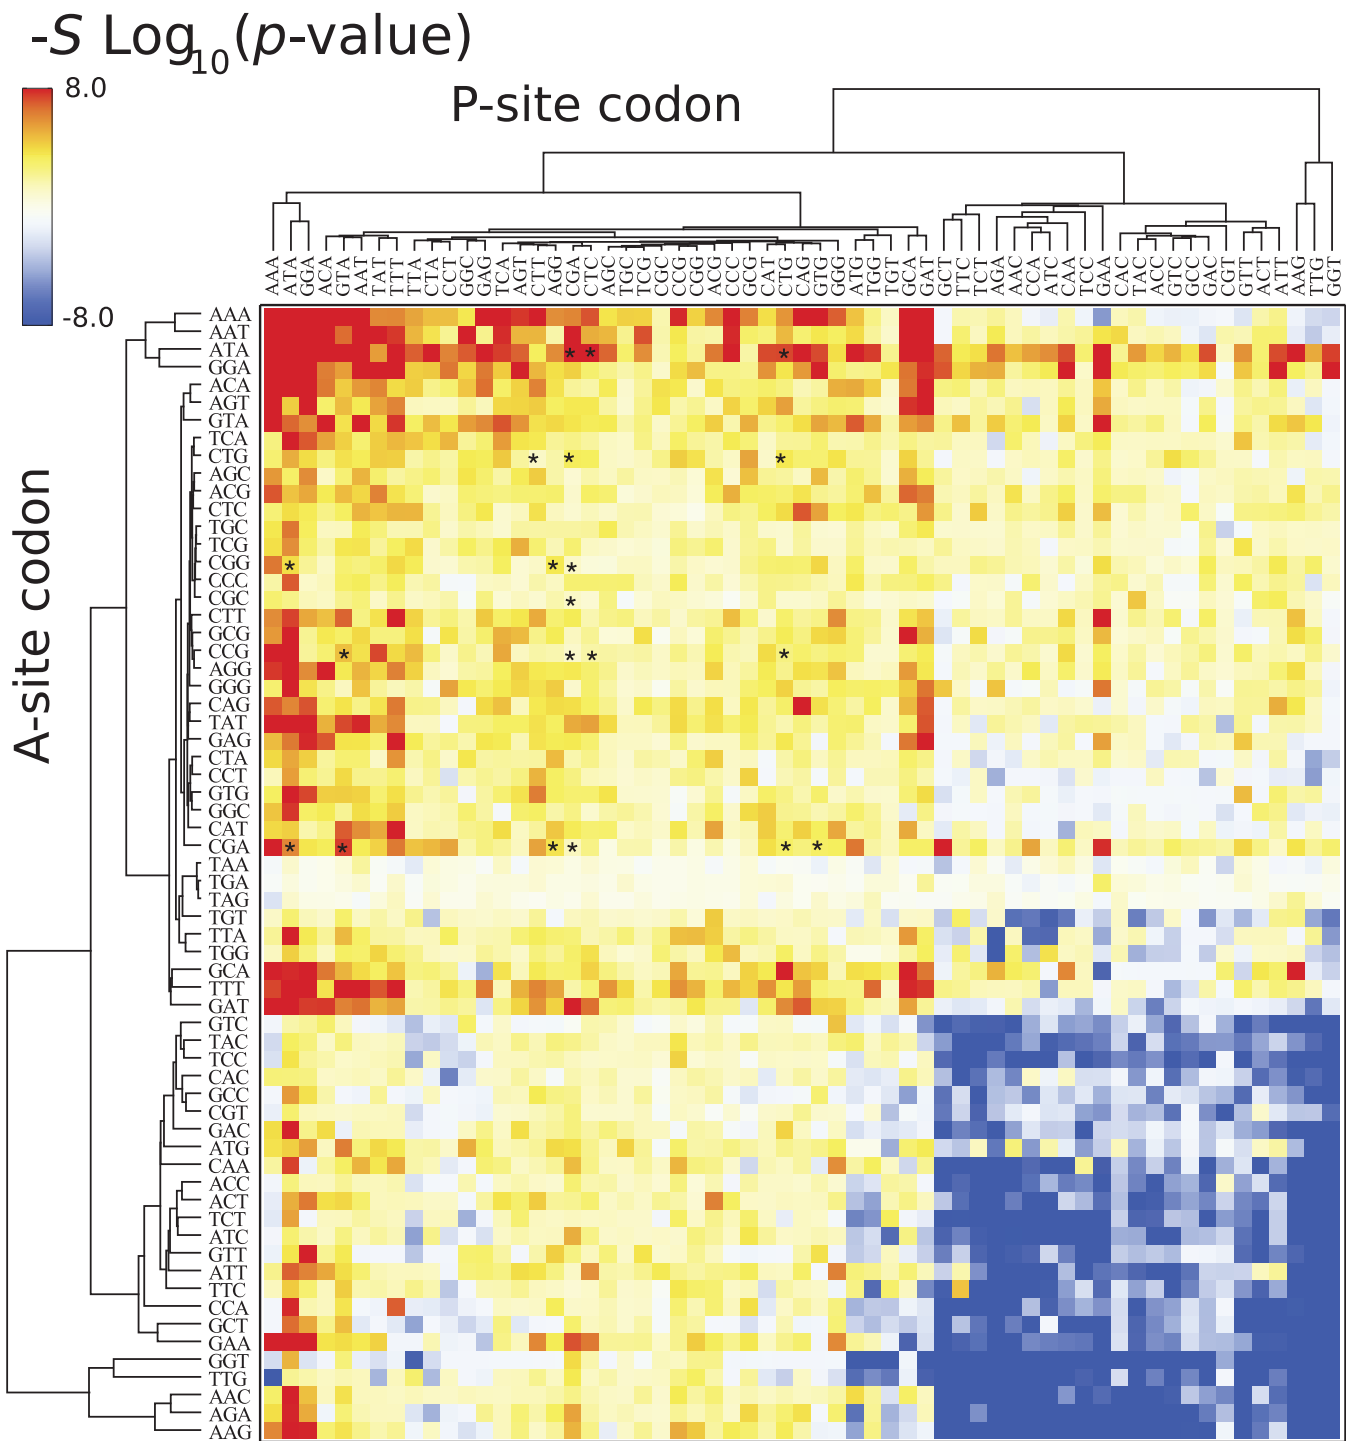 -S Log10(p-value)
8.0
-8.0
P-site codon
AAA ATA GGA ACA GTA AAT TAT TTT TTA CTA CCT GGC GAG TCA AGT CTT AGG CGA CTC AGC TGC TCG CGC CCG CGG ACG CCC GCG CAT CTG CAG GTG GGG ATG TGG TGT GCA GAT GCT TTC TCT AGA AAC CCA ATC CAA TCC GAA CAC TAC ACC GTC GCC GAC CGT GTT ACT ATT AAG TTG GGT
A-site codon
AAA
AAT
ATA
* * *
GGA
ACA
AGT
GTA
TCA
CTG
* * *
AGC
ACG
CTC
TGC
TCG
CGG
* * *
CCC
CGC
*
CTT
GCG
CCG
* * * *
AGG
GGG
CAG
TAT
GAG
CTA
CCT
GTG
GGC
CAT
CGA
* * * * * *
TAA
TGA
TAG
TGT
TTA
TGG
GCA
TTT
GAT
GTC
TAC
TCC
CAC
GCC
CGT
GAC
ATG
CAA
ACC
ACT
TCT
ATC
GTT
ATT
TTC
CCA
GCT
GAA
GGT
TTG
AAC
AGA
AAG